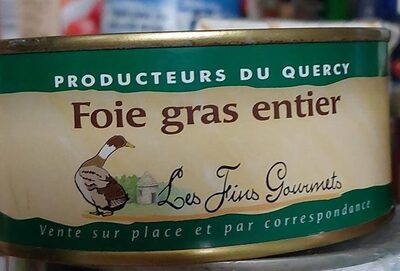 PRODUCTEURS DU QUERCY
Foie gras entier
Les Fins Gourmets
Vente sur place et par correspondance